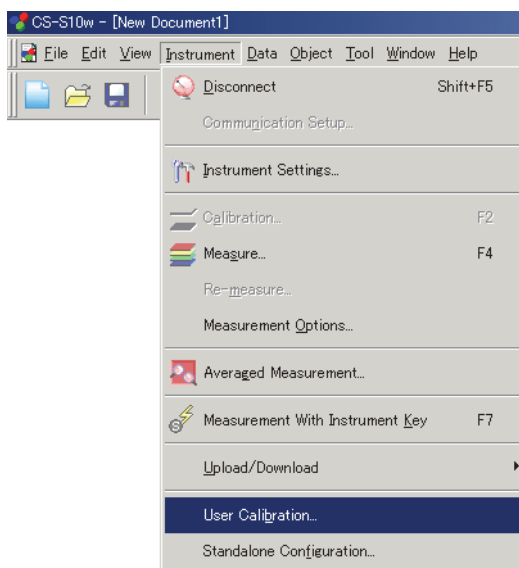 CS-S10w - [New Document1]
File Edit View Instrument Data Object Tool Window Help
Disconnect Shift+F5
Communication Setup...
Instrument Settings...
Calibration... F2
Measure... F4
Re-measure...
Measurement Options...
Averaged Measurement...
Measurement With Instrument Key F7
Upload/Download
User Calibration...
Standalone Configuration...